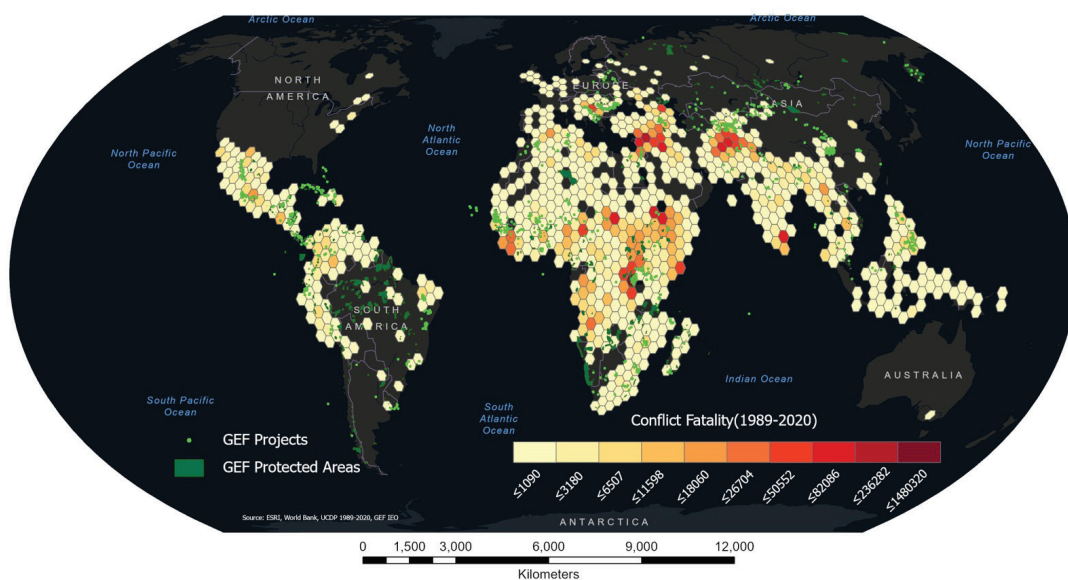 Arctic Ocean
Arctic Ocean
NORTH
AMERICA
EUROPE
ASIA
North
Atlantic
Ocean
North Pacific
Ocean
North Pacific
Ocean
SOUTH
AMERICA
AUSTRALIA
Indian Ocean
South Pacific
Ocean
South
Atlantic
Ocean
Conflict Fatality(1989-2020)
GEF Projects
GEF Protected Areas
≤1090
≤3180
≤6507
≤11598
≤18060
≤26704
≤50552
≤82086
≤236282
≤1480320
Source: ESRI, World Bank, UCDP 1989-2020, GEF IEO
ANTARCTICA
0 1,500 3,000 6,000 9,000 12,000
Kilometers